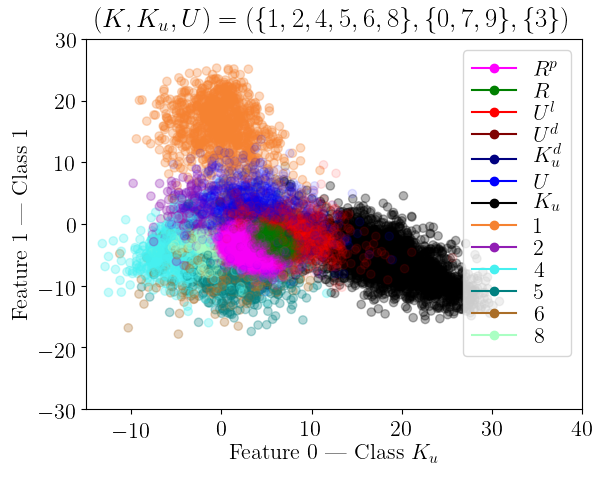 (K, K_u, U) = ({1, 2, 4, 5, 6, 8}, {0, 7, 9}, {3})
30
20
10
0
−10
−20
−30
Feature 1 — Class 1
−10 0 10 20 30 40
Feature 0 — Class K_u
R^p
R
U^l
U^d
K_u^d
U
K_u
1
2
4
5
6
8